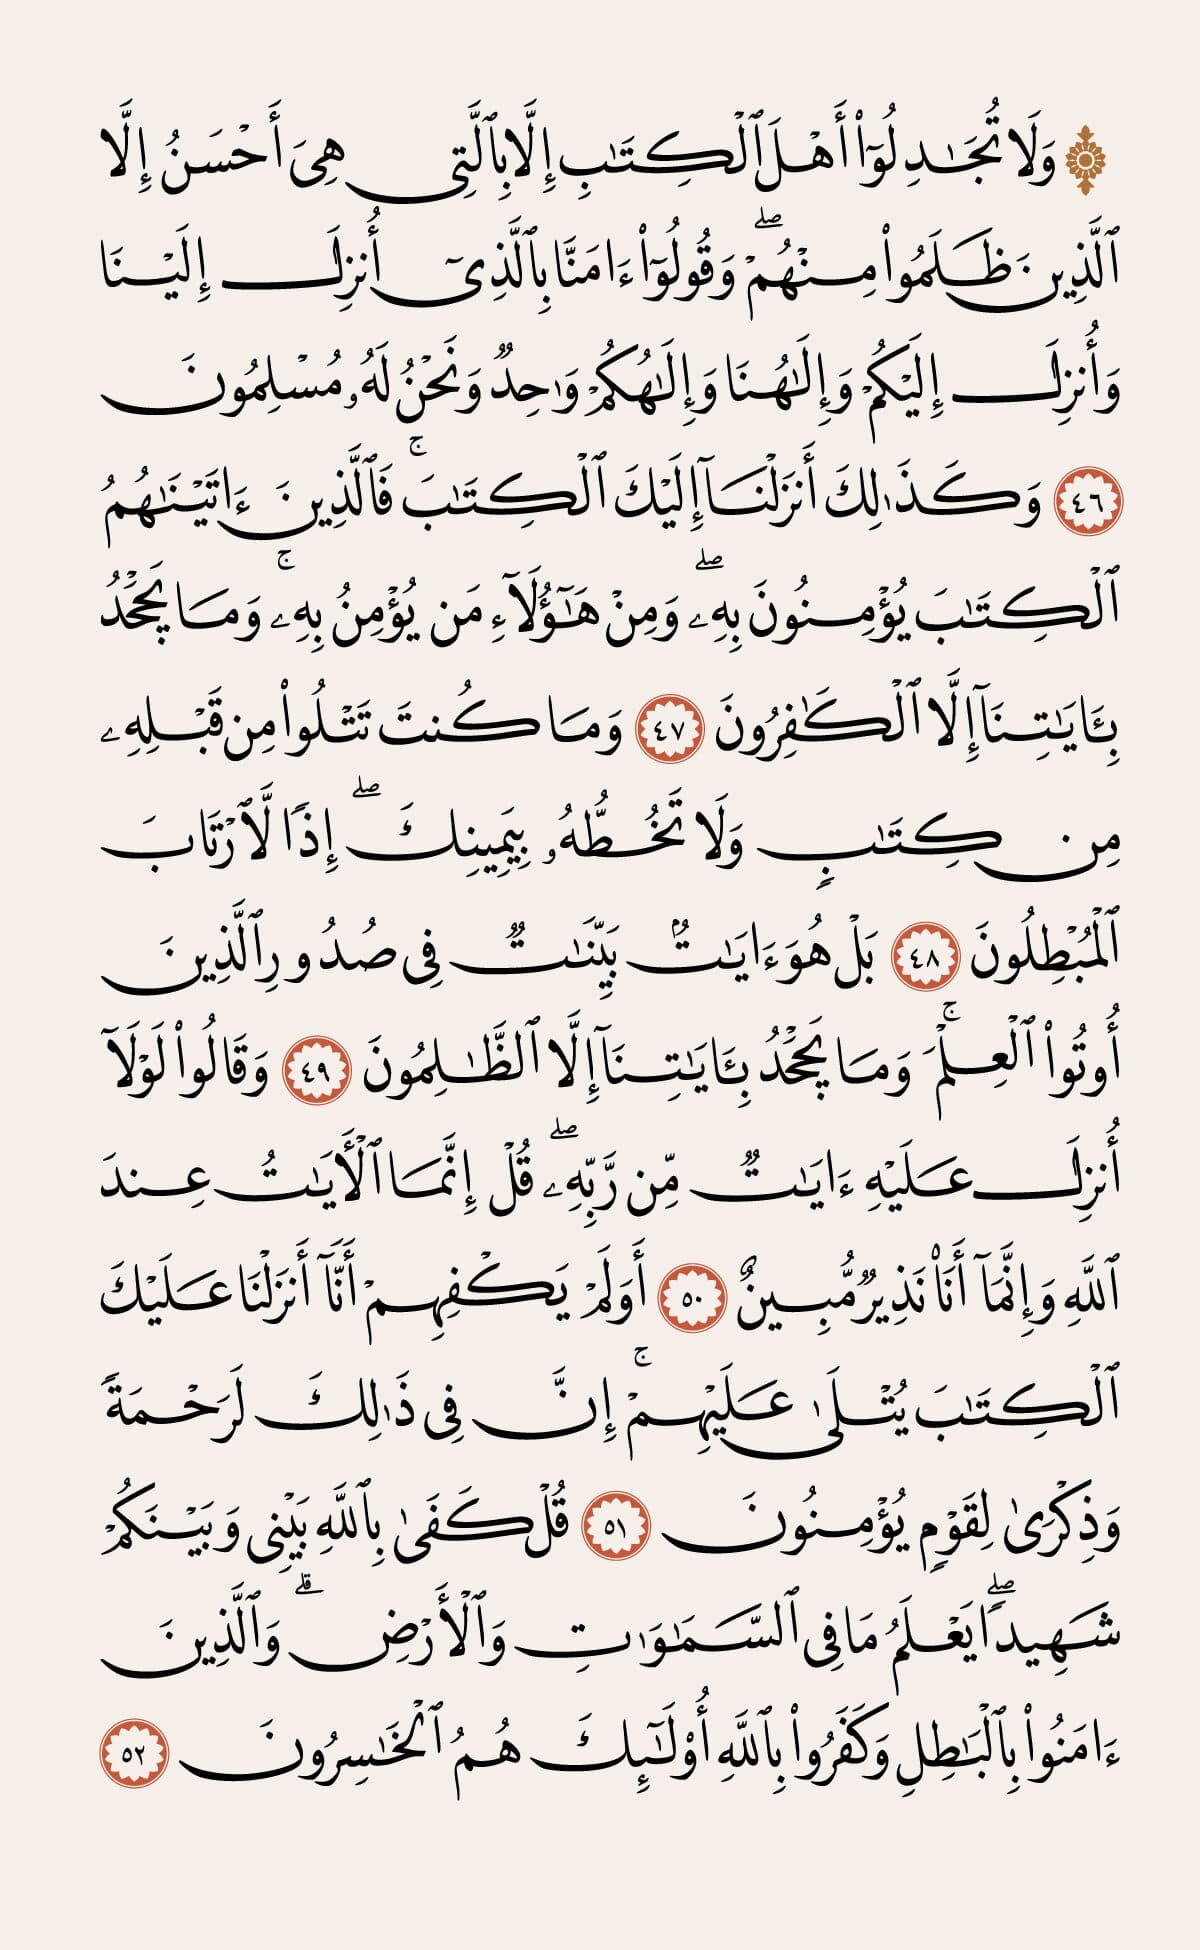 ۞ وَلَا تُجَـٰدِلُوٓا۟ أَهْلَ ٱلْكِتَـٰبِ إِلَّا بِٱلَّتِى هِىَ أَحْسَنُ إِلَّا
ٱلَّذِينَ ظَلَمُوا۟ مِنْهُمْ ۖ وَقُولُوٓا۟ ءَامَنَّا بِٱلَّذِىٓ أُنزِلَ إِلَيْنَا
وَأُنزِلَ إِلَيْكُمْ وَإِلَـٰهُنَا وَإِلَـٰهُكُمْ وَٰحِدٌ وَنَحْنُ لَهُۥ مُسْلِمُونَ
٤٦ وَكَذَٰلِكَ أَنزَلْنَآ إِلَيْكَ ٱلْكِتَـٰبَ ۚ فَٱلَّذِينَ ءَاتَيْنَـٰهُمُ
ٱلْكِتَـٰبَ يُؤْمِنُونَ بِهِۦ ۖ وَمِنْ هَـٰٓؤُلَآءِ مَن يُؤْمِنُ بِهِۦ ۚ وَمَا يَجْحَدُ
بِـَٔايَـٰتِنَآ إِلَّا ٱلْكَـٰفِرُونَ ٤٧ وَمَا كُنتَ تَتْلُوا۟ مِن قَبْلِهِۦ
مِن كِتَـٰبٍ وَلَا تَخُطُّهُۥ بِيَمِينِكَ ۖ إِذًا لَّٱرْتَابَ
ٱلْمُبْطِلُونَ ٤٨ بَلْ هُوَ ءَايَـٰتٌۢ بَيِّنَـٰتٌ فِى صُدُورِ ٱلَّذِينَ
أُوتُوا۟ ٱلْعِلْمَ ۚ وَمَا يَجْحَدُ بِـَٔايَـٰتِنَآ إِلَّا ٱلظَّـٰلِمُونَ ٤٩ وَقَالُوا۟ لَوْلَآ
أُنزِلَ عَلَيْهِ ءَايَـٰتٌ مِّن رَّبِّهِۦ ۖ قُلْ إِنَّمَا ٱلْـَٔايَـٰتُ عِندَ
ٱللَّهِ وَإِنَّمَآ أَنَا۠ نَذِيرٌ مُّبِينٌ ٥٠ أَوَلَمْ يَكْفِهِمْ أَنَّآ أَنزَلْنَا عَلَيْكَ
ٱلْكِتَـٰبَ يُتْلَىٰ عَلَيْهِمْ ۚ إِنَّ فِى ذَٰلِكَ لَرَحْمَةً
وَذِكْرَىٰ لِقَوْمٍ يُؤْمِنُونَ ٥١ قُلْ كَفَىٰ بِٱللَّهِ بَيْنِى وَبَيْنَكُمْ
شَهِيدًا ۖ يَعْلَمُ مَا فِى ٱلسَّمَـٰوَٰتِ وَٱلْأَرْضِ ۗ وَٱلَّذِينَ
ءَامَنُوا۟ بِٱلْبَـٰطِلِ وَكَفَرُوا۟ بِٱللَّهِ أُو۟لَـٰٓئِكَ هُمُ ٱلْخَـٰسِرُونَ ٥٢